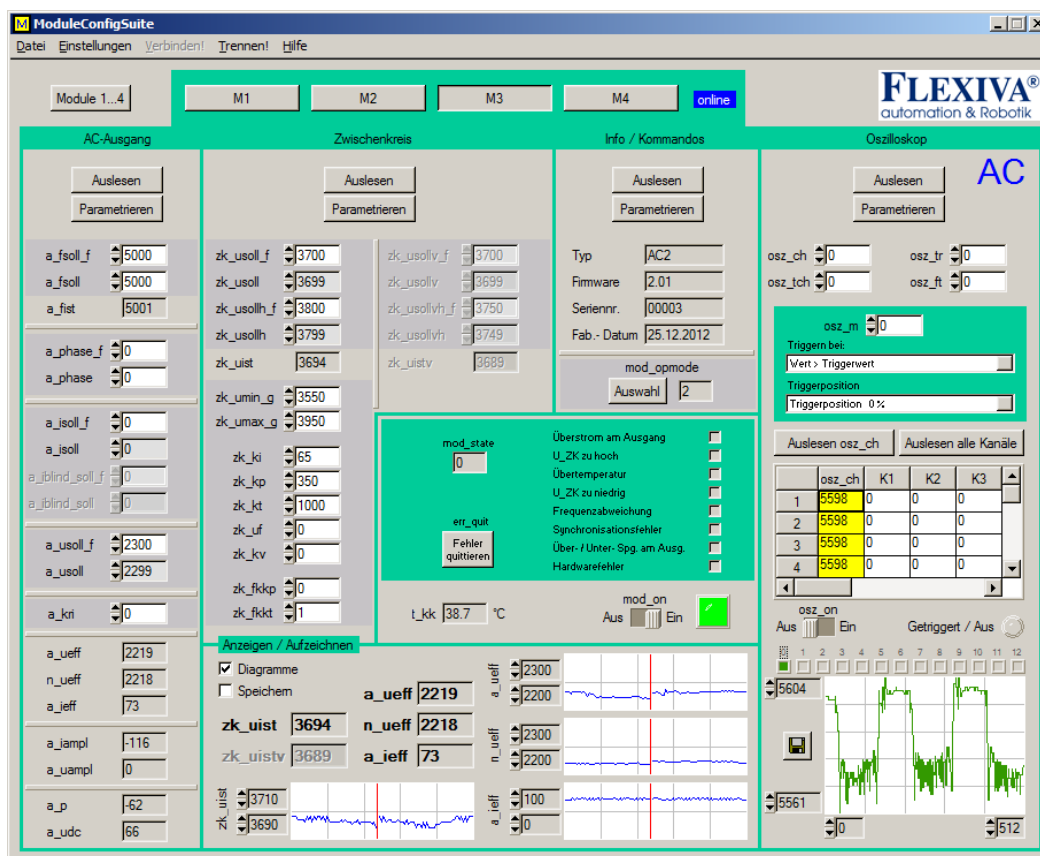 ModuleConfigSuite
Datei Einstellungen Verbinden! Trennen! Hilfe
Module 1...4 M1 M2 M3 M4 online
FLEXIVA®
automation & Robotik
AC-Ausgang
Auslesen
Parametrieren
a_fsoll_f 5000
a_fsoll 5000
a_fist 5001
a_phase_f 0
a_phase 0
a_isoll_f 0
a_isoll 0
a_iblind_soll_f 0
a_iblind_soll 0
a_usoll_f 2300
a_usoll 2299
a_kri 0
a_ueff 2219
n_ueff 2218
a_ieff 73
a_iampl -116
a_uampl 0
a_p -62
a_udc 66
Zwischenkreis
Auslesen
Parametrieren
zk_usoll_f 3700
zk_usoll 3699
zk_usollh_f 3800
zk_usollh 3799
zk_uist 3694
zk_umin_g 3550
zk_umax_g 3950
zk_ki 65
zk_kp 350
zk_kt 1000
zk_uf 0
zk_kv 0
zk_fkkp 0
zk_fkkt 1
zk_usollv_f 3700
zk_usollv 3699
zk_usollvh_f 3750
zk_usollvh 3749
zk_uistv 3689
Info / Kommandos
Auslesen
Parametrieren
Typ AC2
Firmware 2.01
Seriennr. 00003
Fab.- Datum 25.12.2012
mod_opmode
Auswahl 2
mod_state
0
err_quit
Fehler
quittieren
Überstrom am Ausgang
U_ZK zu hoch
Übertemperatur
U_ZK zu niedrig
Frequenzabweichung
Synchronisationsfehler
Über- / Unter- Spg. am Ausg.
Hardwarefehler
t_kk 38.7 °C
mod_on
Aus Ein
Anzeigen / Aufzeichnen
Diagramme
Speichern
a_ueff 2219
zk_uist 3694 n_ueff 2218
zk_uistv 3689 a_ieff 73
zk_uist 3710
3690
a_ueff 2300
2200
n_ueff 2300
2200
a_ieff 100
0
Oszilloskop
AC
Auslesen
Parametrieren
osz_ch 0 osz_tr 0
osz_tch 0 osz_ft 0
osz_m 0
Triggern bei:
Wert > Triggerwert
Triggerposition
Triggerposition 0 %
Auslesen osz_ch Auslesen alle Kanäle
osz_ch K1 K2 K3
1 5598 0 0 0
2 5598 0 0 0
3 5598 0 0 0
4 5598 0 0 0
osz_on
Aus Ein Getriggert / Aus
1 2 3 4 5 6 7 8 9 10 11 12
5604
5561
0 512